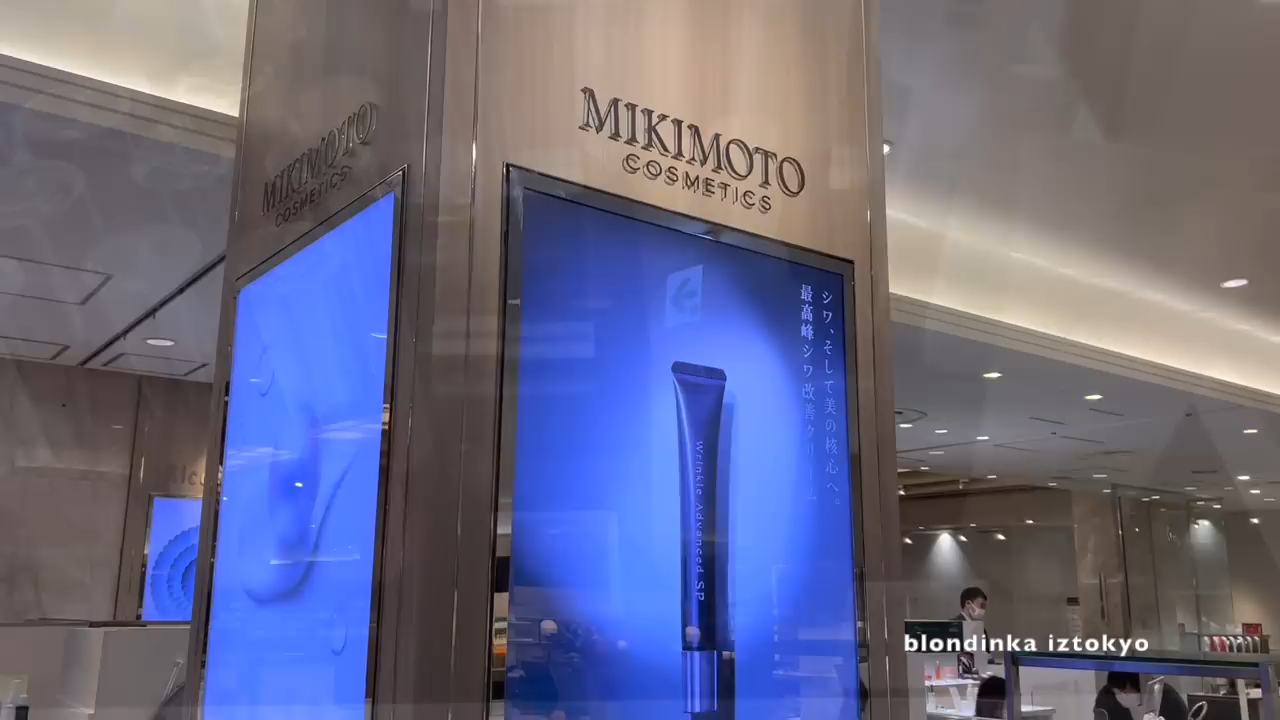 MIKIMOTO
COSMETICS
MIKIMOTO
COSMETICS
シワ、そして美の核心へ。
最高峰シワ改善クリーム
Wrinkle Advanced SP
blondinka iztokyo